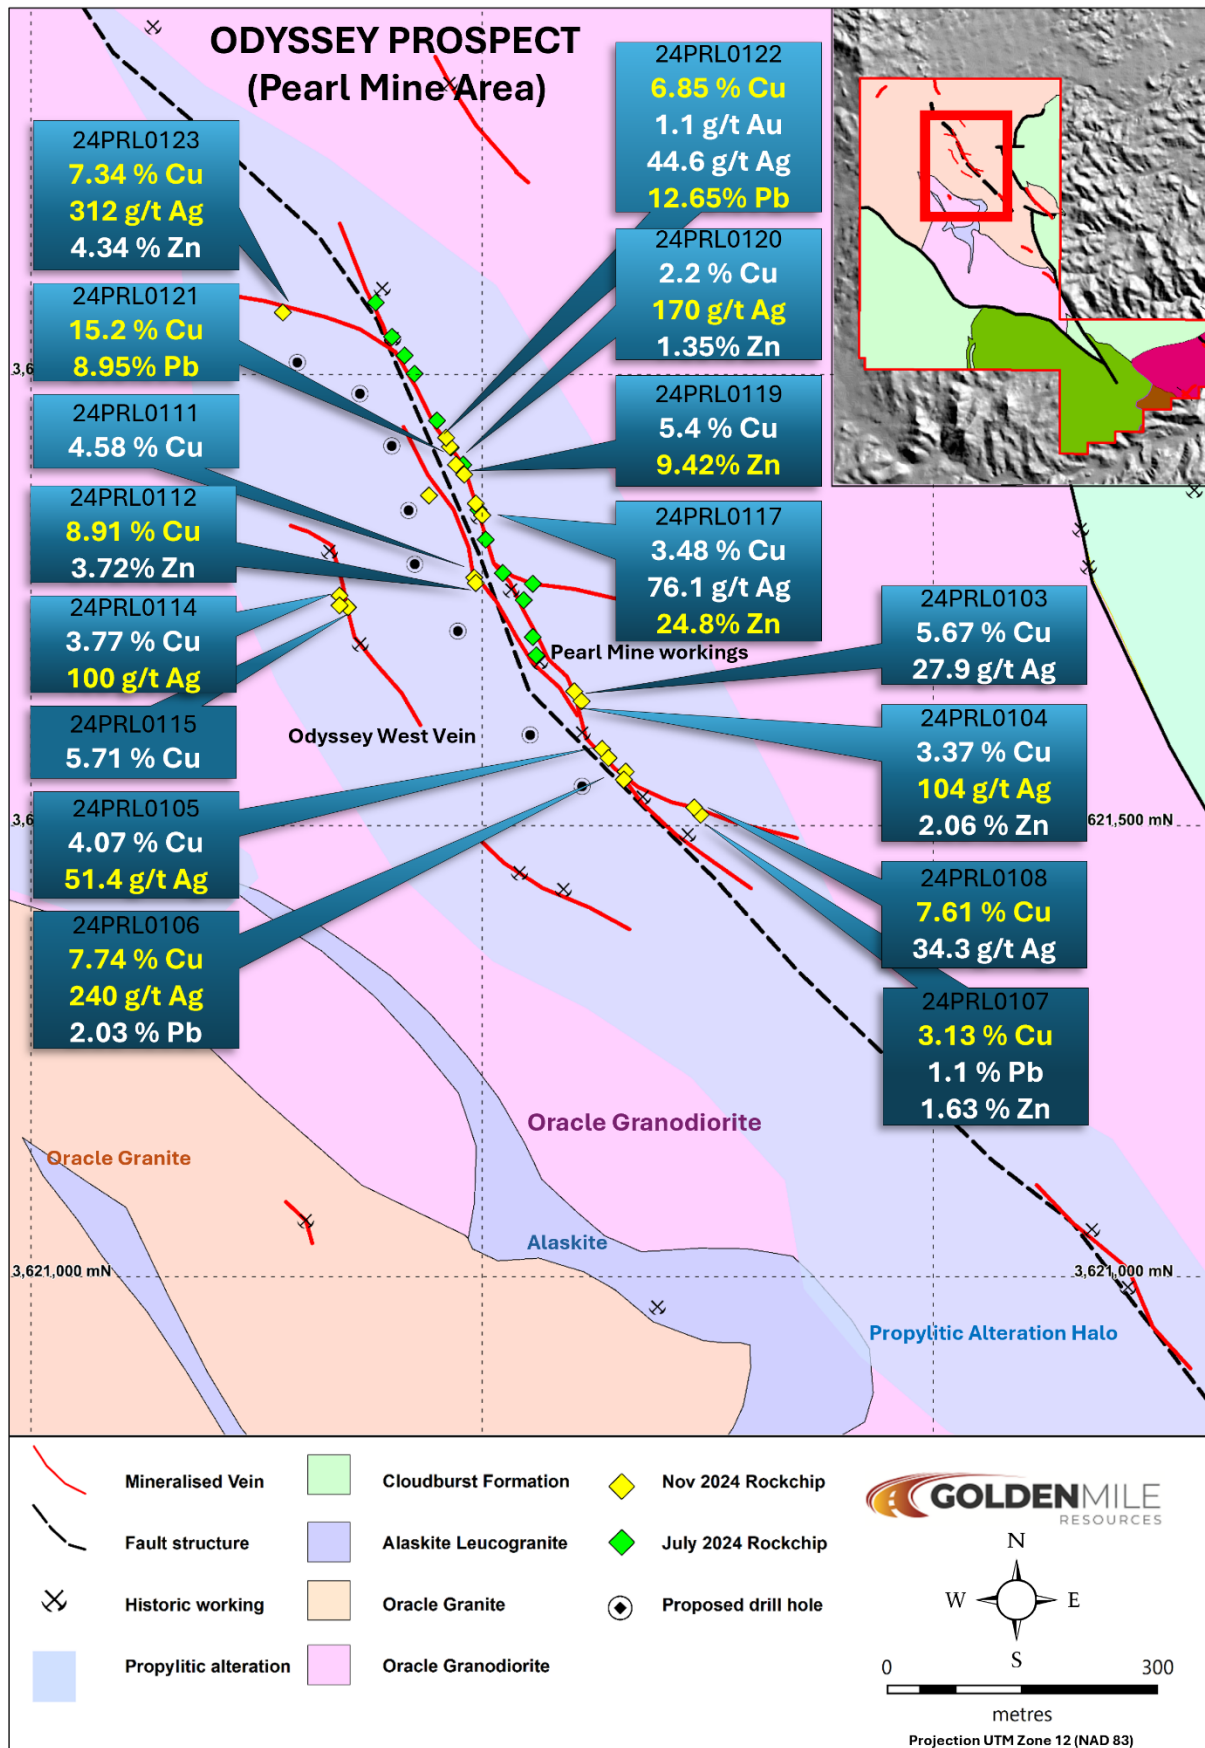 ODYSSEY PROSPECT
(Pearl Mine Area)
24PRL0123
7.34 % Cu
312 g/t Ag
4.34 % Zn
24PRL0121
15.2 % Cu
8.95% Pb
24PRL0111
4.58 % Cu
24PRL0112
8.91 % Cu
3.72% Zn
24PRL0114
3.77 % Cu
100 g/t Ag
24PRL0115
5.71 % Cu
24PRL0105
4.07 % Cu
51.4 g/t Ag
24PRL0106
7.74 % Cu
240 g/t Ag
2.03 % Pb
24PRL0122
6.85 % Cu
1.1 g/t Au
44.6 g/t Ag
12.65% Pb
24PRL0120
2.2 % Cu
170 g/t Ag
1.35% Zn
24PRL0119
5.4 % Cu
9.42% Zn
24PRL0117
3.48 % Cu
76.1 g/t Ag
24.8% Zn
24PRL0103
5.67 % Cu
27.9 g/t Ag
24PRL0104
3.37 % Cu
104 g/t Ag
2.06 % Zn
24PRL0108
7.61 % Cu
34.3 g/t Ag
24PRL0107
3.13 % Cu
1.1 % Pb
1.63 % Zn
Pearl Mine workings
Odyssey West Vein
3,6
3,6
621,500 mN
Oracle Granodiorite
Oracle Granite
Alaskite
3,621,000 mN
3,621,000 mN
Propylitic Alteration Halo
Mineralised Vein
Fault structure
Historic working
Propylitic alteration
Cloudburst Formation
Alaskite Leucogranite
Oracle Granite
Oracle Granodiorite
Nov 2024 Rockchip
July 2024 Rockchip
Proposed drill hole
GOLDENMILE
RESOURCES
N
W E
S
0 300
metres
Projection UTM Zone 12 (NAD 83)